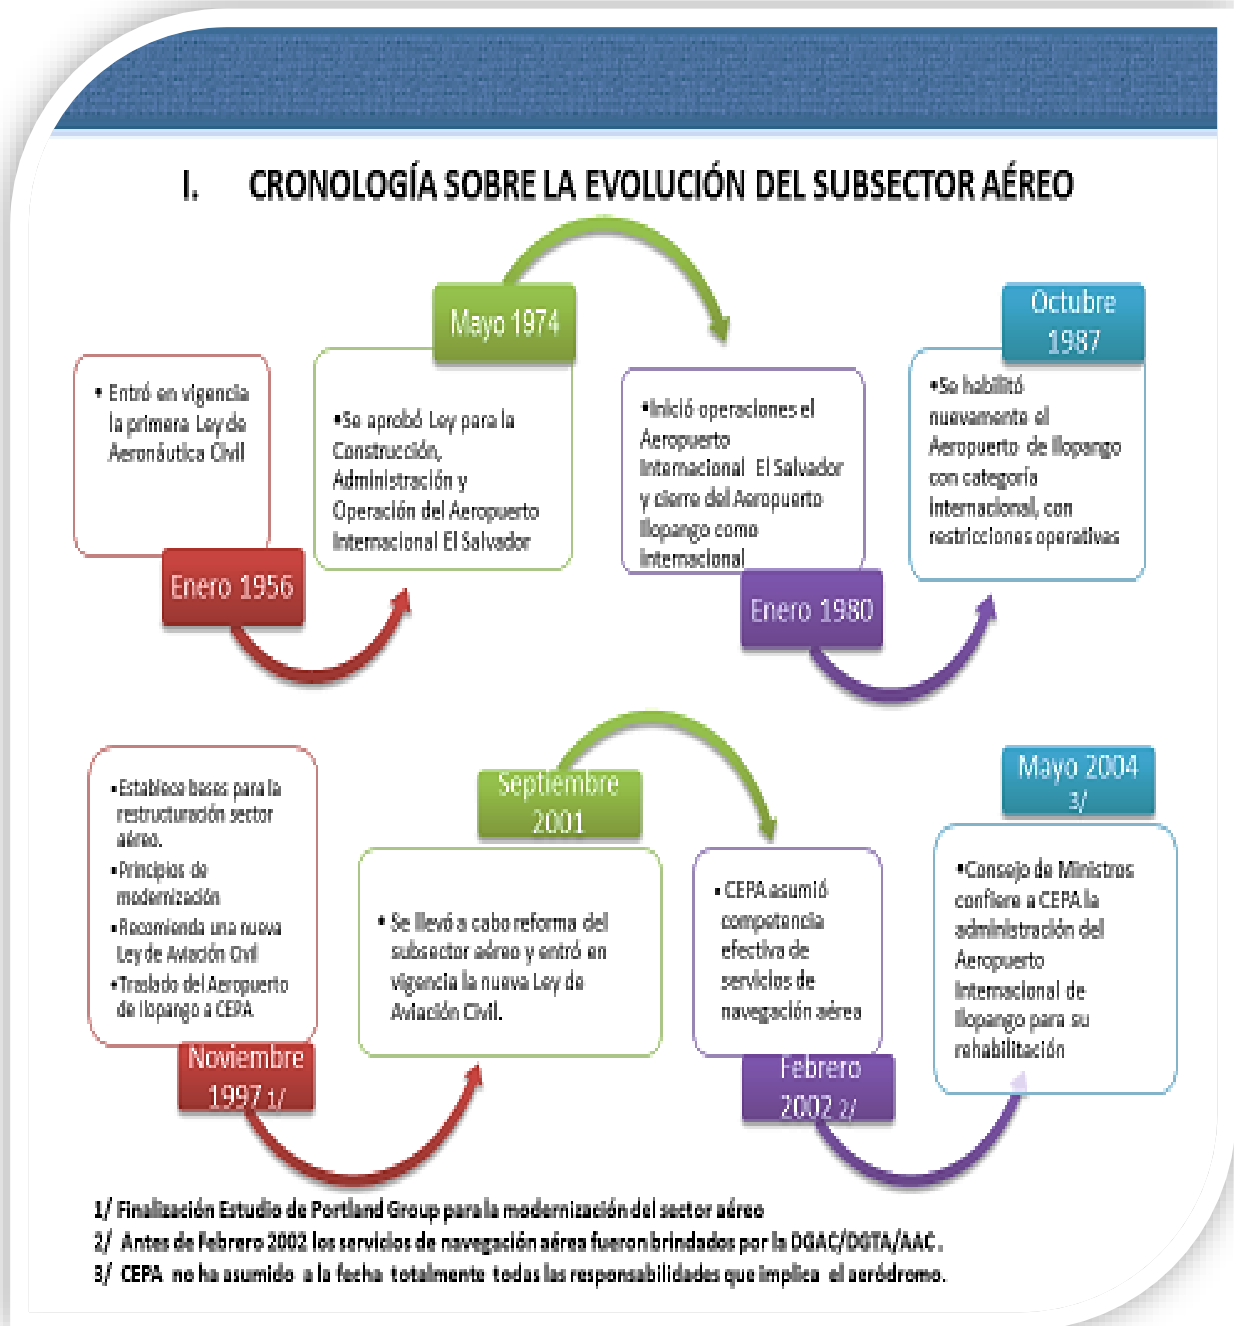 I. CRONOLOGÍA SOBRE LA EVOLUCIÓN DEL SUBSECTOR AÉREO
• Entró en vigencia
la primera Ley de
Aeronáutica Civil
Enero 1956
Mayo 1974
•Se aprobó Ley para la
Construcción,
Administración y
Operación del Aeropuerto
Internacional El Salvador
•Inició operaciones el
Aeropuerto
Internacional El Salvador
y cierre del Aeropuerto
Ilopango como
internacional
Enero 1980
Octubre
1987
•Se habilitó
nuevamente el
Aeropuerto de Ilopango
con categoría
internacional, con
restricciones operativas
•Establece bases para la
restructuración sector
aéreo.
•Principios de
modernización
•Recomienda una nueva
Ley de Aviación Civil
•Traslado del Aeropuerto
de Ilopango a CEPA
Noviembre
1997 1/
Septiembre
2001
• Se llevó a cabo reforma del
subsector aéreo y entró en
vigencia la nueva Ley de
Aviación Civil.
• CEPA asumió
competencia
efectiva de
servicios de
navegación aérea
Febrero
2002 2/
Mayo 2004
3/
•Consejo de Ministros
confiere a CEPA la
administración del
Aeropuerto
Internacional de
Ilopango para su
rehabilitación
1/ Finalización Estudio de Portland Group para la modernización del sector aéreo
2/ Antes de Febrero 2002 los servicios de navegación aérea fueron brindados por la DGAC/DGTA/AAC.
3/ CEPA no ha asumido a la fecha totalmente todas las responsabilidades que implica el aeródromo.